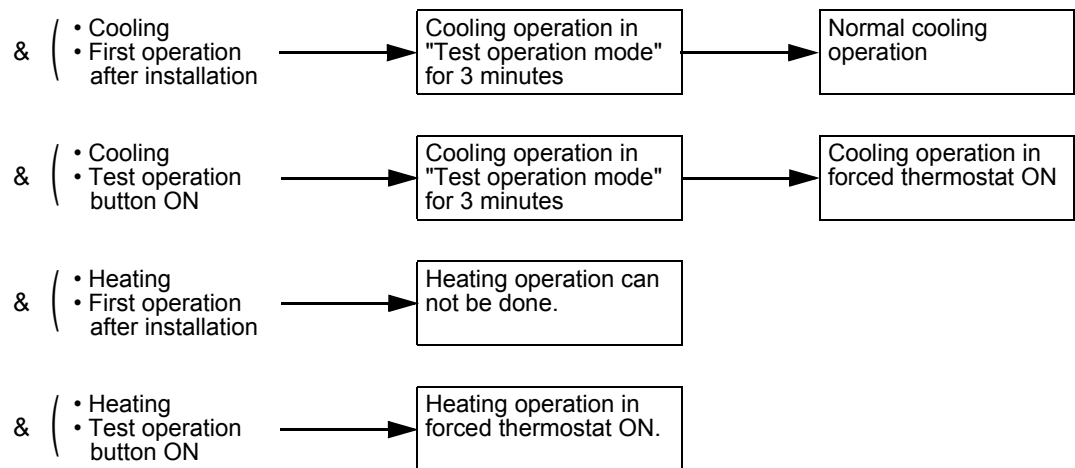 & ( • Cooling
• First operation
after installation
Cooling operation in
"Test operation mode"
for 3 minutes
Normal cooling
operation
& ( • Cooling
• Test operation
button ON
Cooling operation in
"Test operation mode"
for 3 minutes
Cooling operation in
forced thermostat ON
& ( • Heating
• First operation
after installation
Heating operation can
not be done.
& ( • Heating
• Test operation
button ON
Heating operation in
forced thermostat ON.